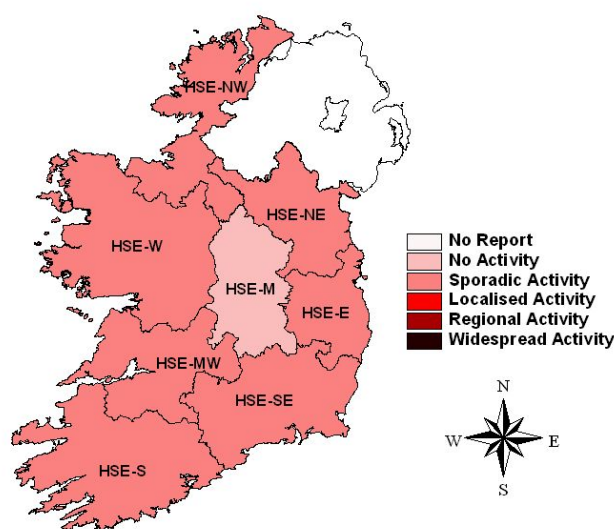 HSE-NW
HSE-NE
HSE-W
HSE-M
HSE-E
HSE-MW
HSE-SE
HSE-S
No Report
No Activity
Sporadic Activity
Localised Activity
Regional Activity
Widespread Activity
N
W E
S